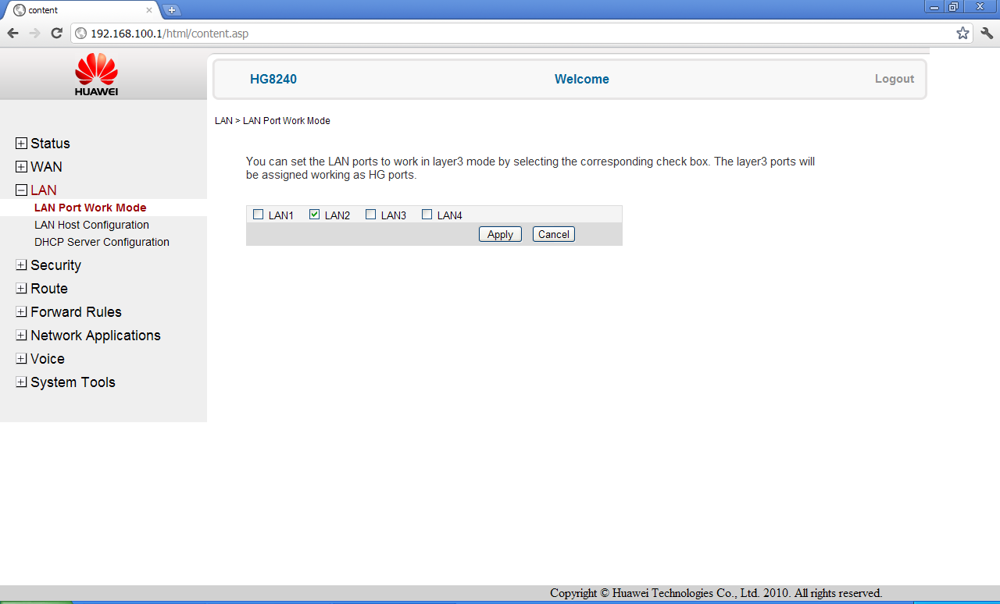 content
192.168.100.1/html/content.asp
HUAWEI
HG8240 Welcome Logout
LAN > LAN Port Work Mode
Status
WAN
LAN
LAN Port Work Mode
LAN Host Configuration
DHCP Server Configuration
Security
Route
Forward Rules
Network Applications
Voice
System Tools
You can set the LAN ports to work in layer3 mode by selecting the corresponding check box. The layer3 ports will
be assigned working as HG ports.
LAN1 LAN2 LAN3 LAN4
Apply Cancel
Copyright © Huawei Technologies Co., Ltd. 2010. All rights reserved.